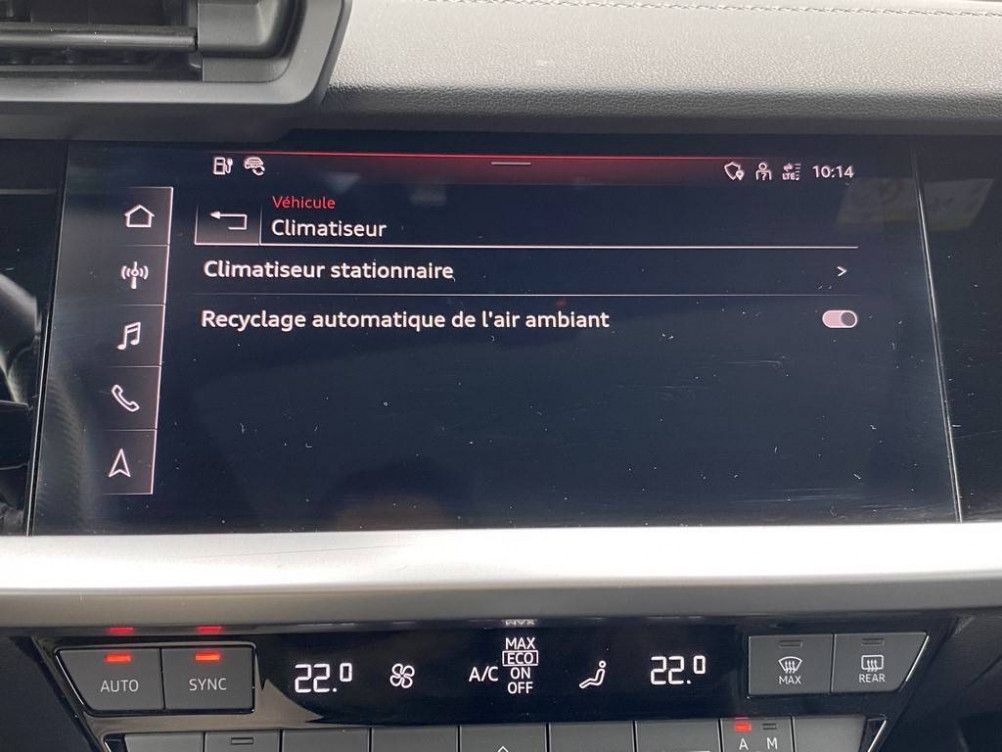 LTE
10:14
Véhicule
Climatiseur
Climatiseur stationnaire
Recyclage automatique de l'air ambiant
AUTO
SYNC
22.0
A/C
MAX
ECO
ON
OFF
22.0
MAX
REAR
A M